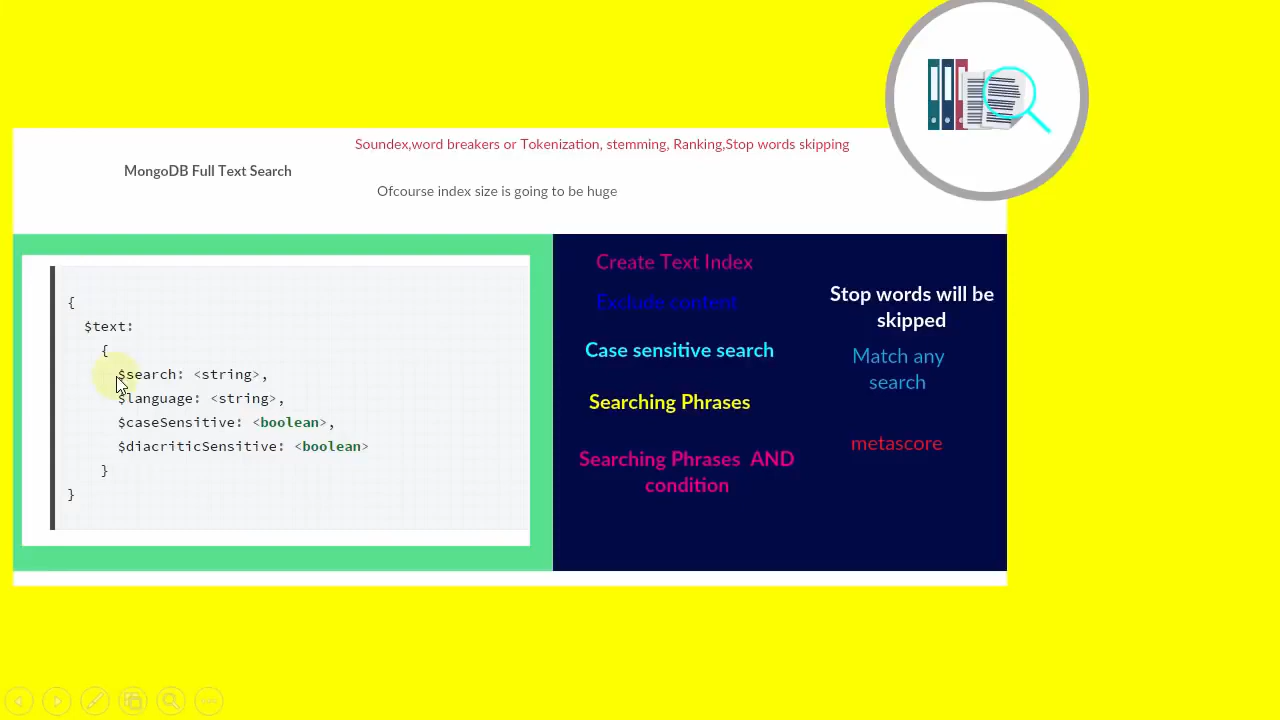 Soundex,word breakers or Tokenization, stemming, Ranking,Stop words skipping
MongoDB Full Text Search
Ofcourse index size is going to be huge
{
$text:
{
$search: <string>,
$language: <string>,
$caseSensitive: <boolean>,
$diacriticSensitive: <boolean>
}
}
Create Text Index
Exclude content
Case sensitive search
Searching Phrases
Searching Phrases AND
condition
Stop words will be
skipped
Match any
search
metascore